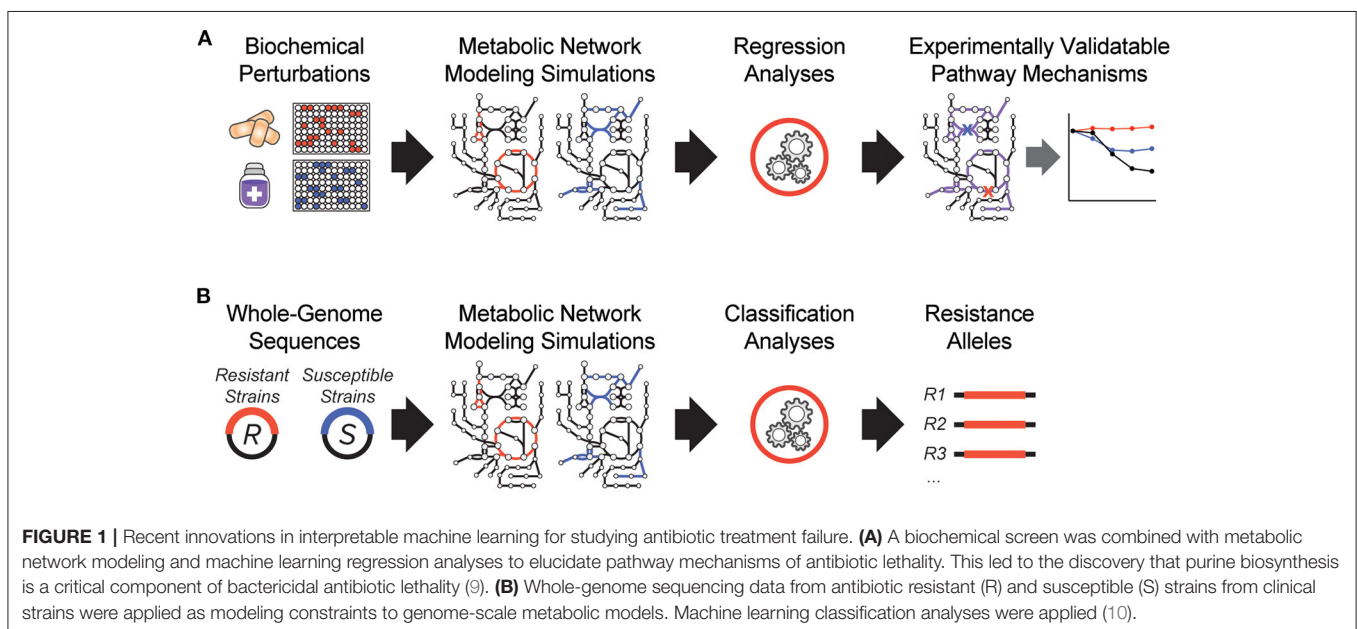 A
Biochemical
Perturbations
Metabolic Network
Modeling Simulations
Regression
Analyses
Experimentally Validatable
Pathway Mechanisms
B
Whole-Genome
Sequences
Resistant
Strains
R
Susceptible
Strains
S
Metabolic Network
Modeling Simulations
Classification
Analyses
Resistance
Alleles
R1
R2
R3
...
FIGURE 1 | Recent innovations in interpretable machine learning for studying antibiotic treatment failure. (A) A biochemical screen was combined with metabolic
network modeling and machine learning regression analyses to elucidate pathway mechanisms of antibiotic lethality. This led to the discovery that purine biosynthesis
is a critical component of bactericidal antibiotic lethality (9). (B) Whole-genome sequencing data from antibiotic resistant (R) and susceptible (S) strains from clinical
strains were applied as modeling constraints to genome-scale metabolic models. Machine learning classification analyses were applied (10).